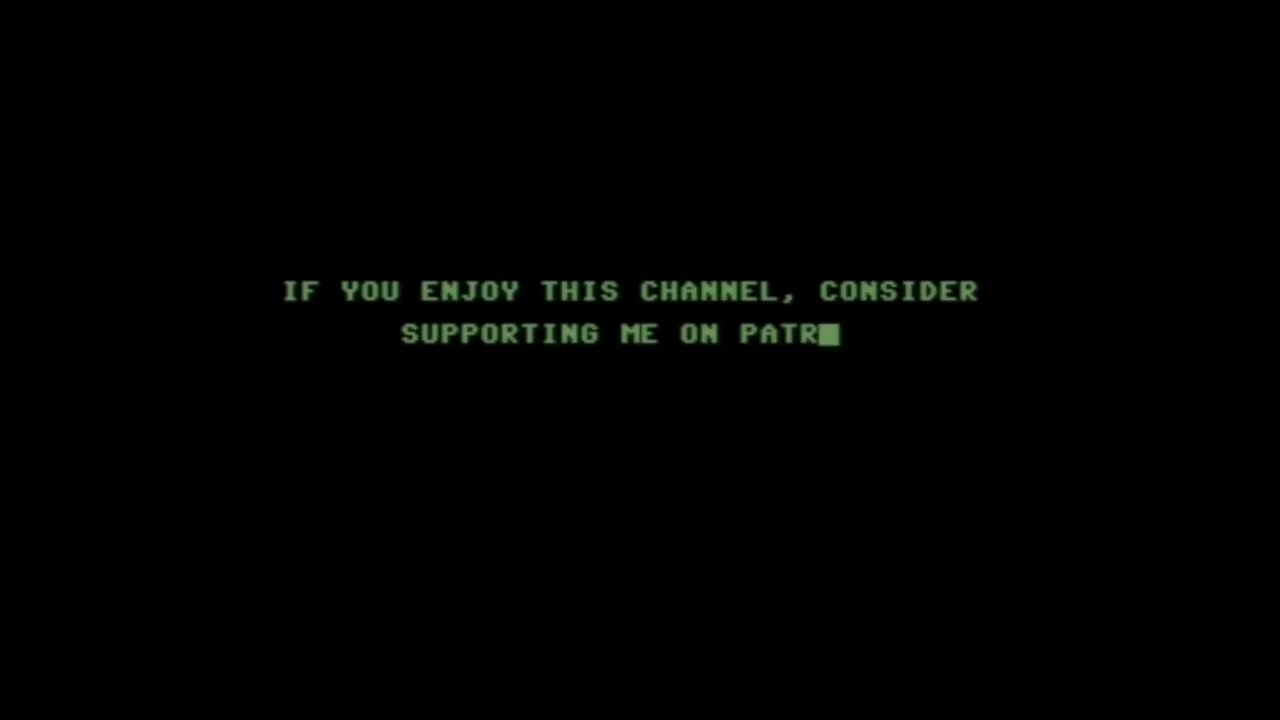 IF YOU ENJOY THIS CHANNEL, CONSIDER
SUPPORTING ME ON PATR